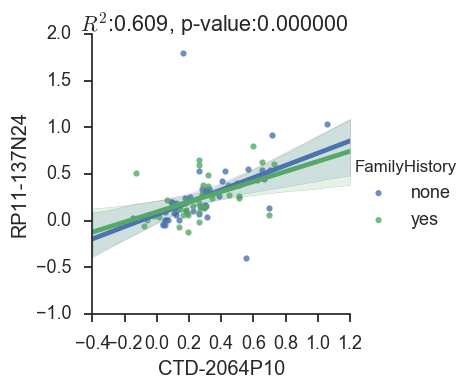 R²:0.609, p-value:0.000000
2.0
1.5
1.0
0.5
0.0
−0.5
−1.0
RP11-137N24
−0.4 −0.2 0.0 0.2 0.4 0.6 0.8 1.0 1.2
CTD-2064P10
FamilyHistory
none
yes